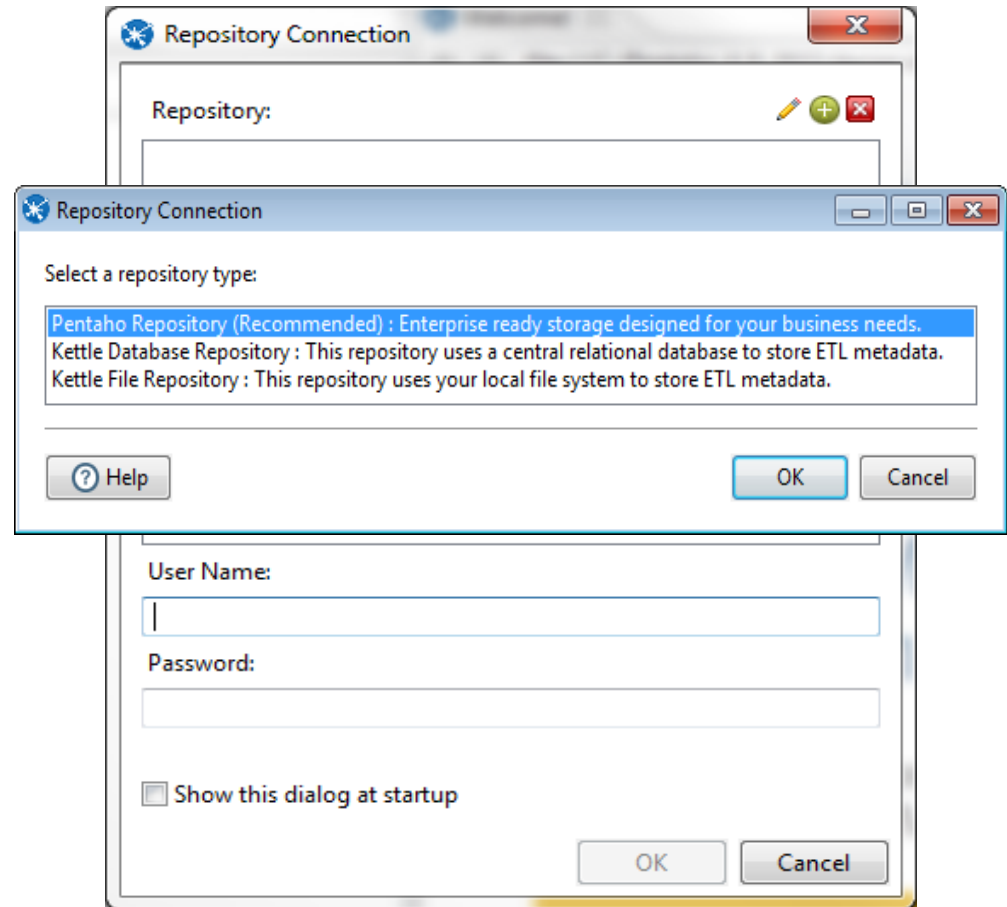 Repository Connection
Repository:
Repository Connection
Select a repository type:
Pentaho Repository (Recommended) : Enterprise ready storage designed for your business needs.
Kettle Database Repository : This repository uses a central relational database to store ETL metadata.
Kettle File Repository : This repository uses your local file system to store ETL metadata.
Help
OK
Cancel
User Name:
Password:
Show this dialog at startup
OK
Cancel